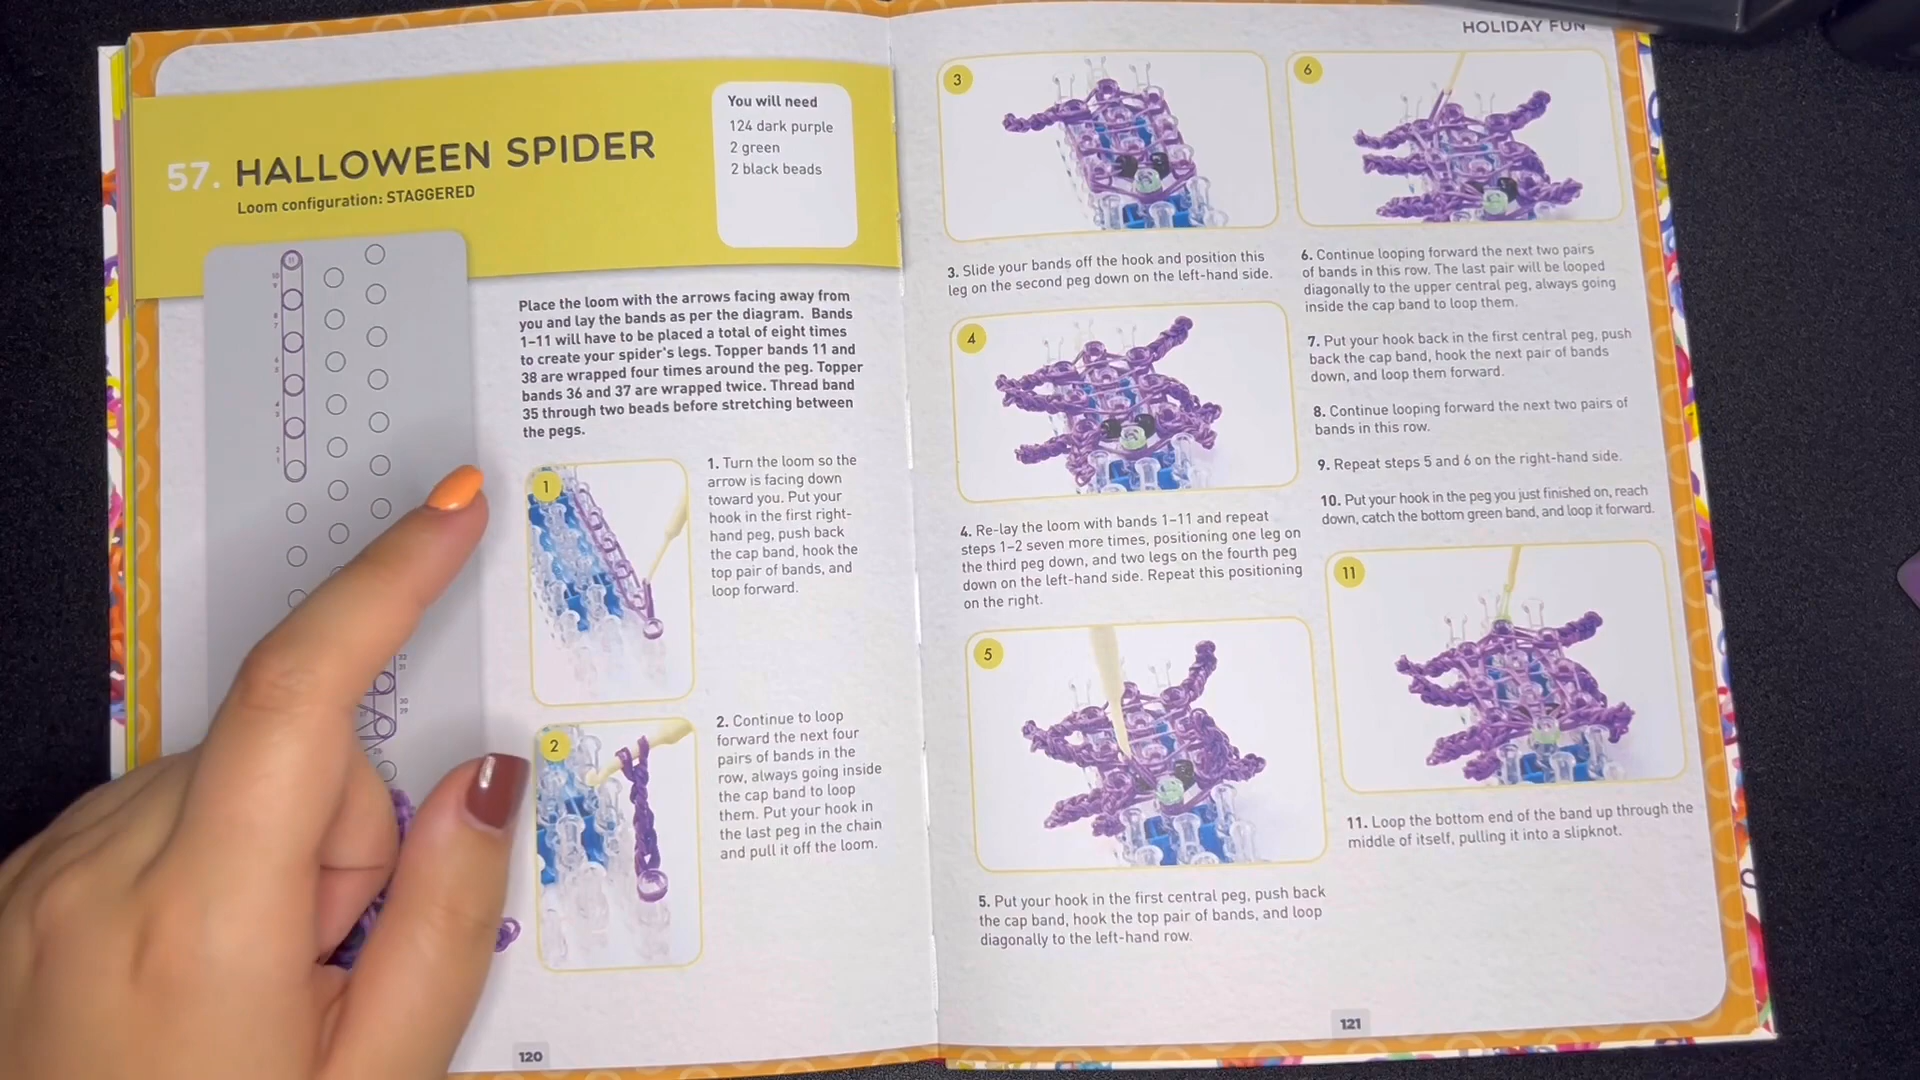 HOLIDAY FUN
57. HALLOWEEN SPIDER
Loom configuration: STAGGERED
You will need
124 dark purple
2 green
2 black beads
Place the loom with the arrows facing away from
you and lay the bands as per the diagram. Bands
1–11 will have to be placed a total of eight times
to create your spider's legs. Topper bands 11 and
38 are wrapped four times around the peg. Topper
bands 36 and 37 are wrapped twice. Thread band
35 through two beads before stretching between
the pegs.
1
1. Turn the loom so the
arrow is facing down
toward you. Put your
hook in the first right-
hand peg, push back
the cap band, hook the
top pair of bands, and
loop forward.
2
2. Continue to loop
forward the next four
pairs of bands in the
row, always going inside
the cap band to loop
them. Put your hook in
the last peg in the chain
and pull it off the loom.
120
3
3. Slide your bands off the hook and position this
leg on the second peg down on the left-hand side.
4
4. Re-lay the loom with bands 1–11 and repeat
steps 1–2 seven more times, positioning one leg on
the third peg down, and two legs on the fourth peg
down on the left-hand side. Repeat this positioning
on the right.
5
5. Put your hook in the first central peg, push back
the cap band, hook the top pair of bands, and loop
diagonally to the left-hand row.
6
6. Continue looping forward the next two pairs
of bands in this row. The last pair will be looped
diagonally to the upper central peg, always going
inside the cap band to loop them.
7. Put your hook back in the first central peg, push
back the cap band, hook the next pair of bands
down, and loop them forward.
8. Continue looping forward the next two pairs of
bands in this row.
9. Repeat steps 5 and 6 on the right-hand side.
10. Put your hook in the peg you just finished on, reach
down, catch the bottom green band, and loop it forward.
11
11. Loop the bottom end of the band up through the
middle of itself, pulling it into a slipknot.
121